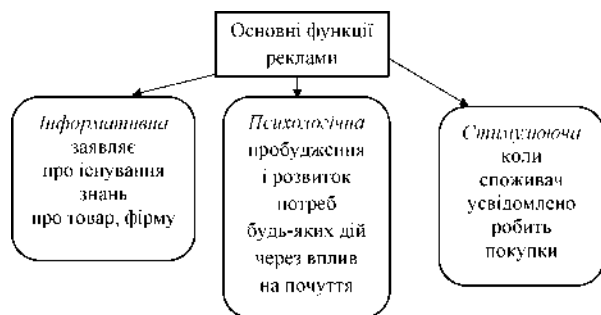 Основні функції
реклами
Інформативна
заявляє
про існування
знань
про товар, фірму
Психологічна
пробудження
і розвиток
потреб
будь-яких дій
через вплив
на почуття
Стимулююча
коли
споживач
усвідомлено
робить
покупки